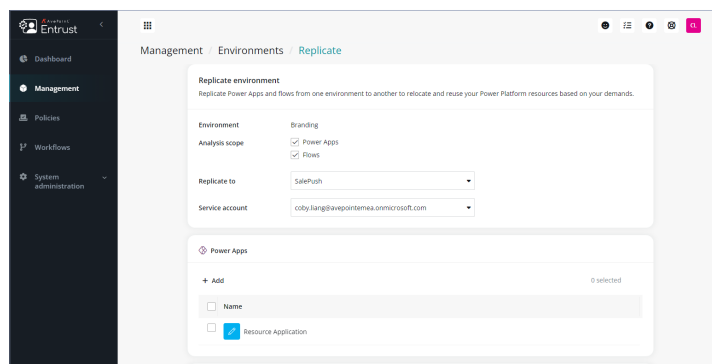 AvePoint
Entrust
CL
Management / Environments / Replicate
Dashboard
Management
Policies
Workflows
System
administration
Replicate environment
Replicate Power Apps and flows from one environment to another to relocate and reuse your Power Platform resources based on your demands.
Environment Branding
Analysis scope Power Apps
Flows
Replicate to SalePush
Service account coby.liang@avepointemea.onmicrosoft.com
Power Apps
+ Add 0 selected
Name
Resource Application